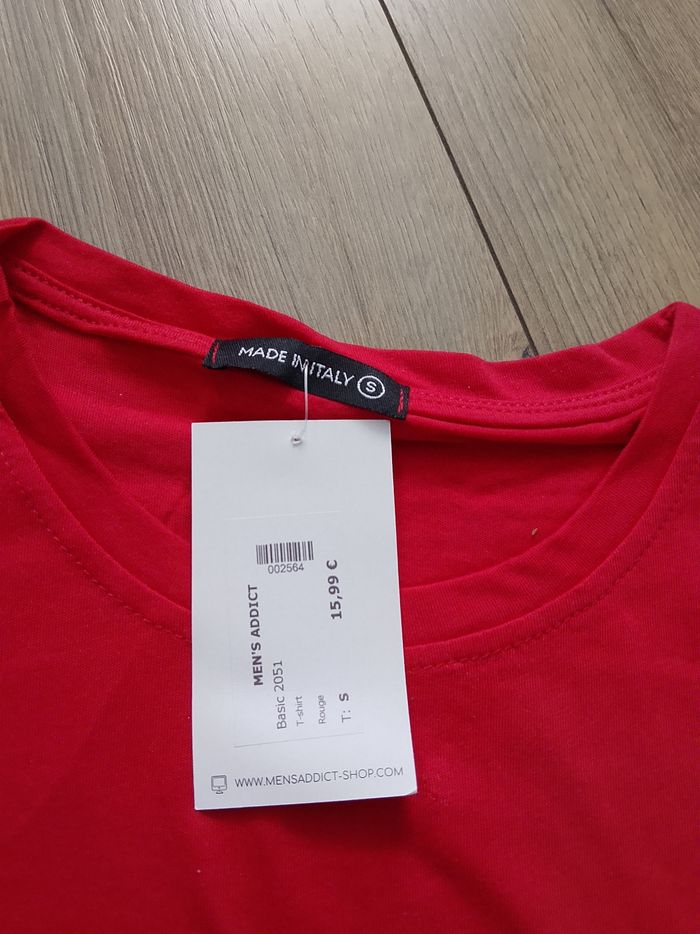 MADE IN ITALY S
002564
MEN'S ADDICT
Basic 2051
T-shirt
Rouge
T: S
15,99 €
WWW.MENSADDICT-SHOP.COM